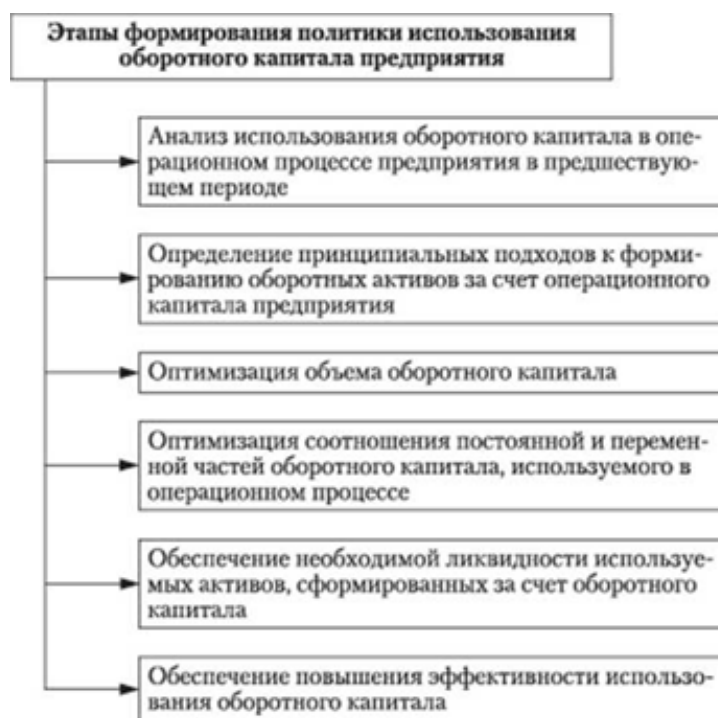 Этапы формирования политики использования
оборотного капитала предприятия
Анализ использования оборотного капитала в опе-
рационном процессе предприятия в предшествую-
щем периоде
Определение принципиальных подходов к форми-
рованию оборотных активов за счет операционного
капитала предприятия
Оптимизация объема оборотного капитала
Оптимизация соотношения постоянной и перемен-
ной частей оборотного капитала, используемого в
операционном процессе
Обеспечение необходимой ликвидности используе-
мых активов, сформированных за счет оборотного
капитала
Обеспечение повышения эффективности использо-
вания оборотного капитала